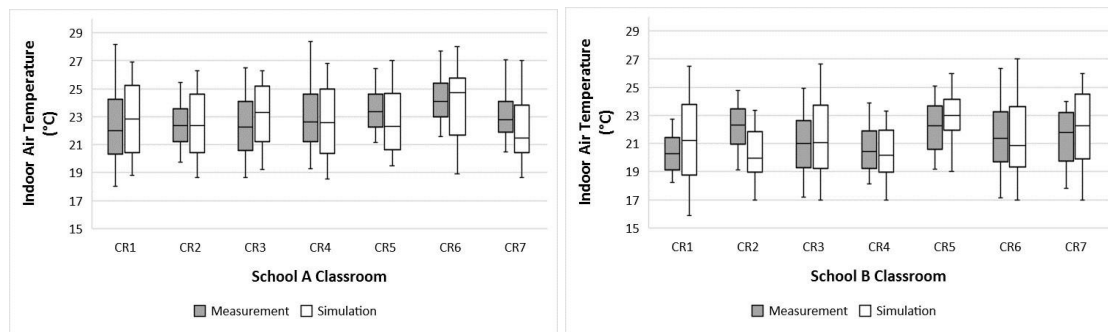 Indoor Air Temperature
(°C)
29
27
25
23
21
19
17
15
CR1 CR2 CR3 CR4 CR5 CR6 CR7
School A Classroom
Measurement Simulation
Indoor Air Temperature
(°C)
29
27
25
23
21
19
17
15
CR1 CR2 CR3 CR4 CR5 CR6 CR7
School B Classroom
Measurement Simulation